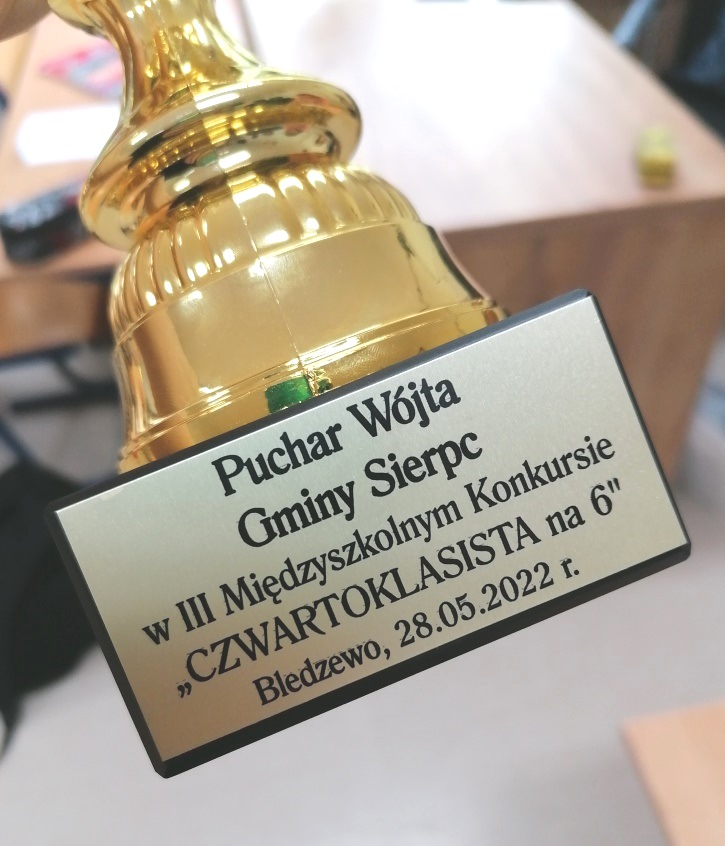 Puchar Wójta
Gminy Sierpc
w III Międzyszkolnym Konkursie
„CZWARTOKLASISTA na 6"
Bledzewo, 28.05.2022 r.